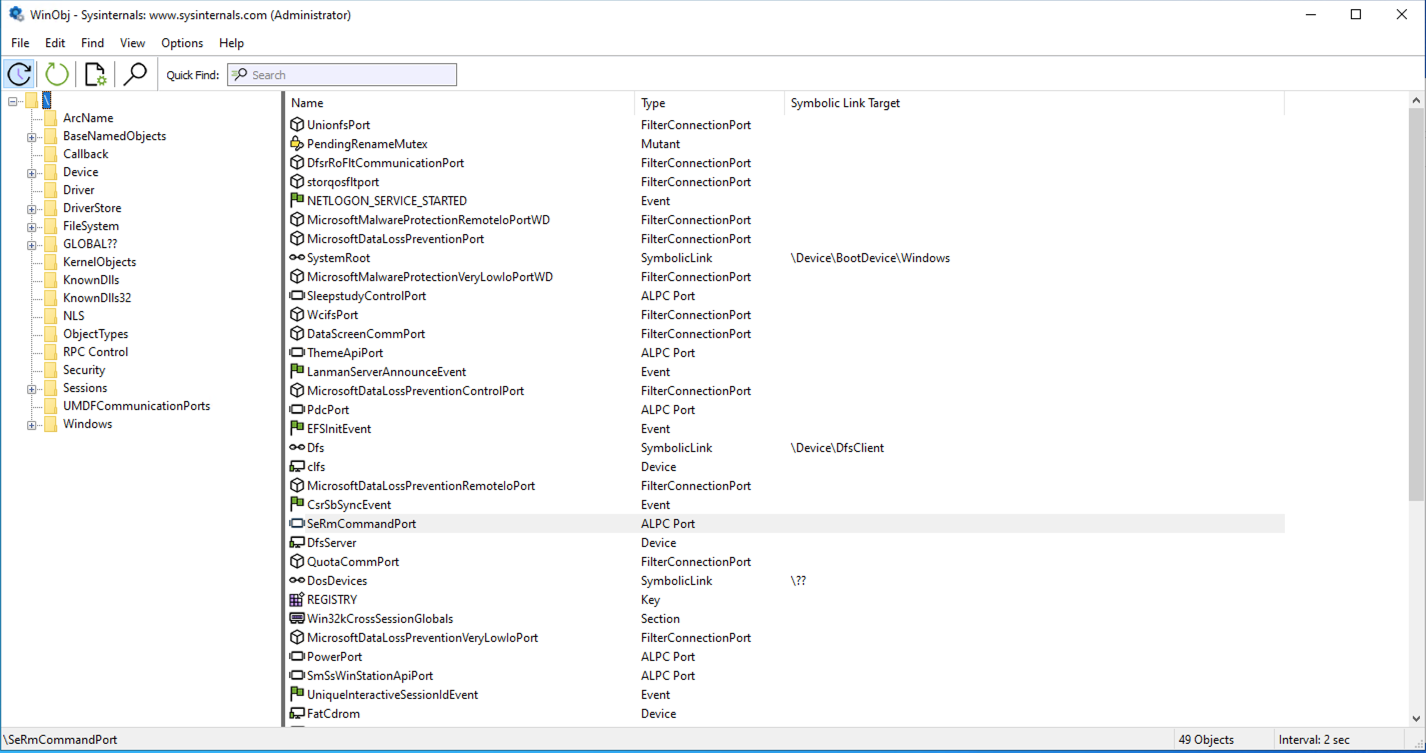 WinObj - Sysinternals: www.sysinternals.com (Administrator)
File Edit Find View Options Help
Quick Find: Search
\
ArcName
BaseNamedObjects
Callback
Device
Driver
DriverStore
FileSystem
GLOBAL??
KernelObjects
KnownDlls
KnownDlls32
NLS
ObjectTypes
RPC Control
Security
Sessions
UMDFCommunicationPorts
Windows
Name Type Symbolic Link Target
UnionfsPort FilterConnectionPort
PendingRenameMutex Mutant
DfsrRoFltCommunicationPort FilterConnectionPort
storqosfltport FilterConnectionPort
NETLOGON_SERVICE_STARTED Event
MicrosoftMalwareProtectionRemoteIoPortWD FilterConnectionPort
MicrosoftDataLossPreventionPort FilterConnectionPort
SystemRoot SymbolicLink \Device\BootDevice\Windows
MicrosoftMalwareProtectionVeryLowIoPortWD FilterConnectionPort
SleepstudyControlPort ALPC Port
WcifsPort FilterConnectionPort
DataScreenCommPort FilterConnectionPort
ThemeApiPort ALPC Port
LanmanServerAnnounceEvent Event
MicrosoftDataLossPreventionControlPort FilterConnectionPort
PdcPort ALPC Port
EFSInitEvent Event
Dfs SymbolicLink \Device\DfsClient
clfs Device
MicrosoftDataLossPreventionRemoteIoPort FilterConnectionPort
CsrSbSyncEvent Event
SeRmCommandPort ALPC Port
DfsServer Device
QuotaCommPort FilterConnectionPort
DosDevices SymbolicLink \??
REGISTRY Key
Win32kCrossSessionGlobals Section
MicrosoftDataLossPreventionVeryLowIoPort FilterConnectionPort
PowerPort ALPC Port
SmSsWinStationApiPort ALPC Port
UniqueInteractiveSessionIdEvent Event
FatCdrom Device
\SeRmCommandPort 49 Objects Interval: 2 sec